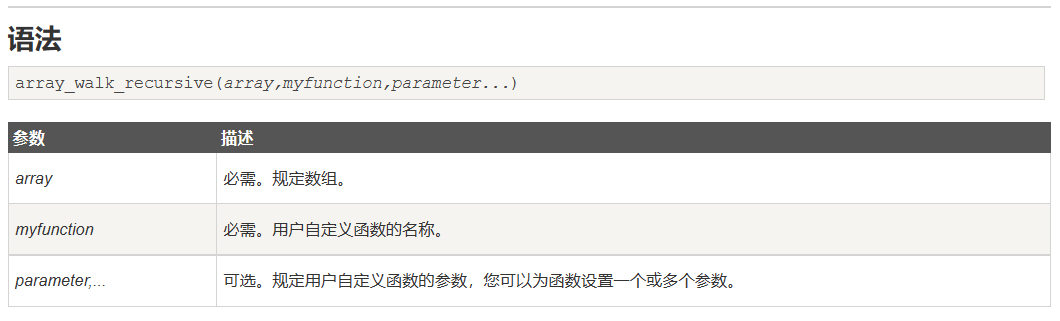 语法
array_walk_recursive(array,myfunction,parameter...)
参数 描述
array 必需。规定数组。
myfunction 必需。用户自定义函数的名称。
parameter,... 可选。规定用户自定义函数的参数，您可以为函数设置一个或多个参数。